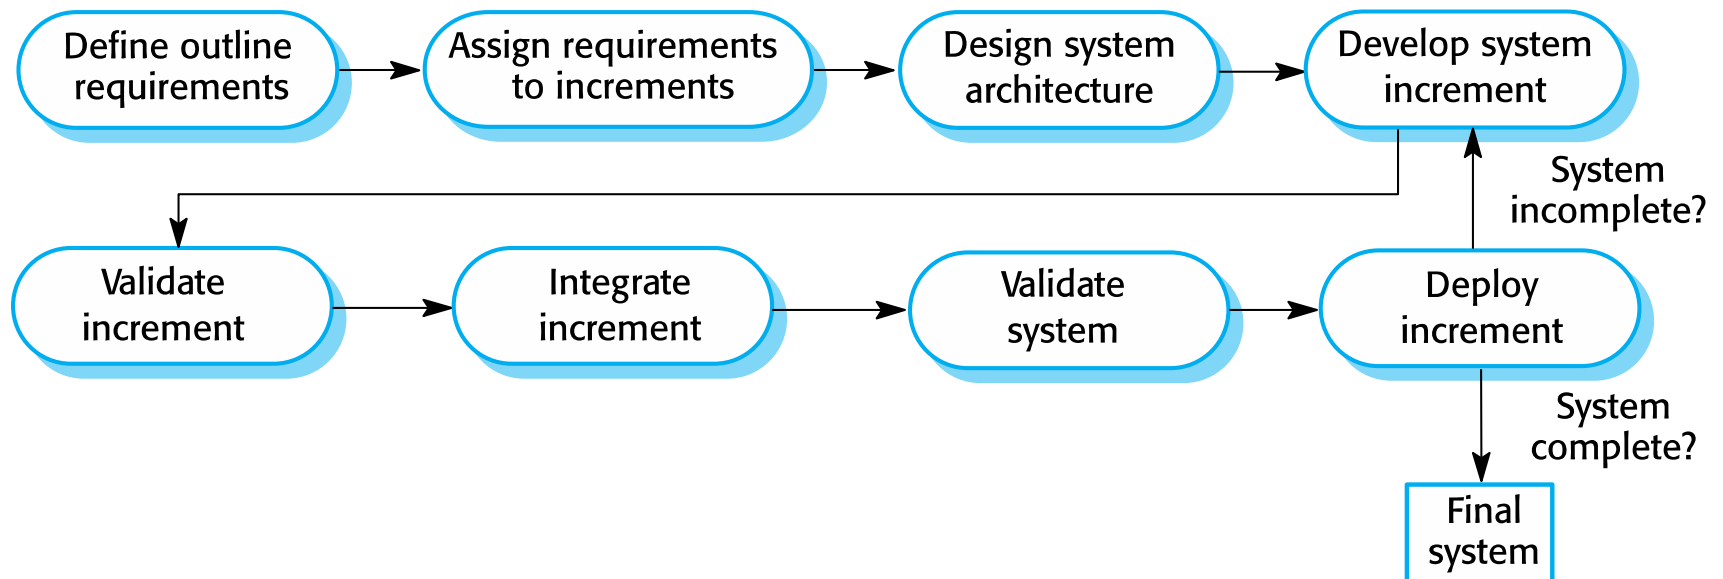 Define outline
requirements
Assign requirements
to increments
Design system
architecture
Develop system
increment
System
incomplete?
Validate
increment
Integrate
increment
Validate
system
Deploy
increment
System
complete?
Final
system